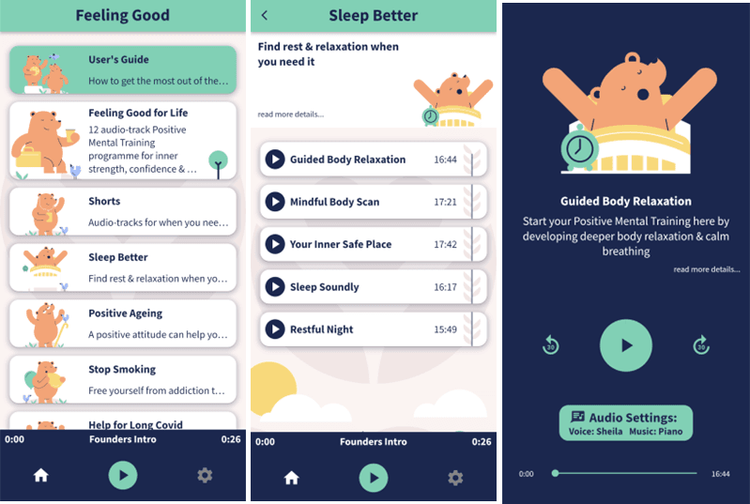 Feeling Good
User's Guide
How to get the most out of the...
Feeling Good for Life
12 audio-track Positive
Mental Training
programme for inner
strength, confidence & ...
Shorts
Audio-tracks for when you nee...
Sleep Better
Find rest & relaxation when yo...
Positive Ageing
A positive attitude can help yo...
Stop Smoking
Free yourself from addiction t...
Help for Long Covid
0:00 Founders Intro 0:26
Sleep Better
Find rest & relaxation when
you need it
read more details...
Guided Body Relaxation 16:44
Mindful Body Scan 17:21
Your Inner Safe Place 17:42
Sleep Soundly 16:17
Restful Night 15:49
0:00 Founders Intro 0:26
Guided Body Relaxation
Start your Positive Mental Training here by
developing deeper body relaxation & calm
breathing
read more details...
30 30
Audio Settings:
Voice: Sheila Music: Piano
0:00 16:44